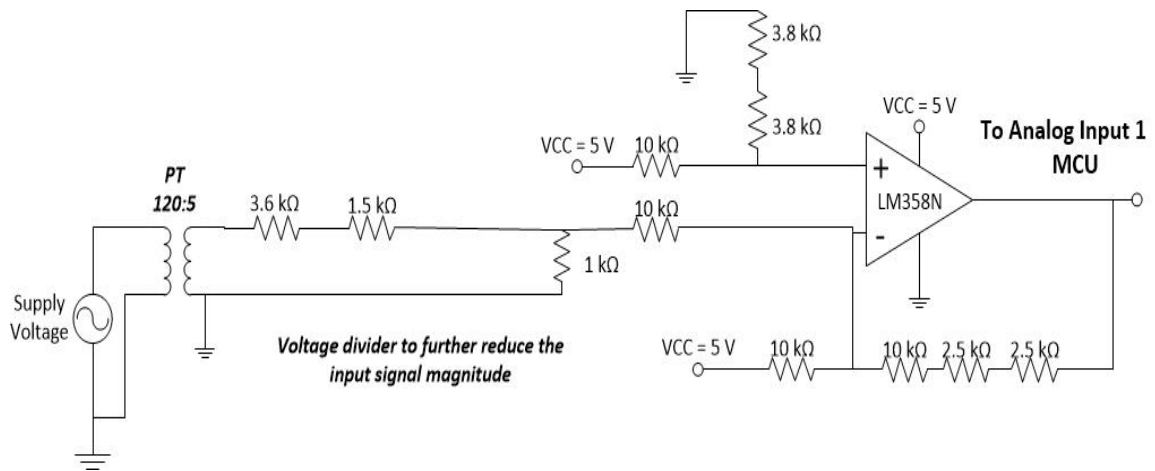 3.8 kΩ
3.8 kΩ
VCC = 5 V
To Analog Input 1
MCU
VCC = 5 V
10 kΩ
+
LM358N
-
PT
120:5
3.6 kΩ
1.5 kΩ
10 kΩ
1 kΩ
Supply
Voltage
Voltage divider to further reduce the
input signal magnitude
VCC = 5 V
10 kΩ
10 kΩ
2.5 kΩ
2.5 kΩ